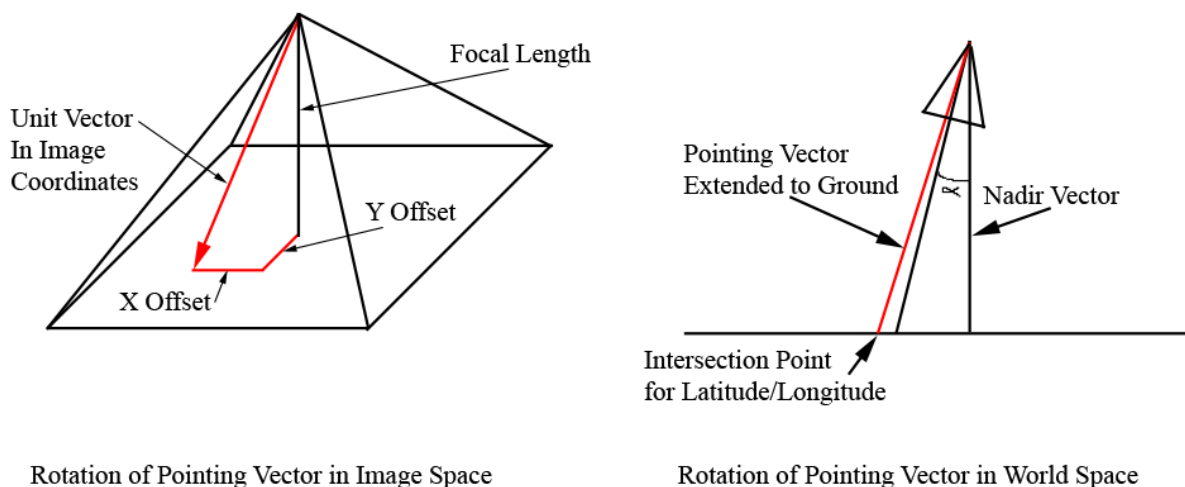 Focal Length
Unit Vector
In Image
Coordinates
Y Offset
X Offset
Pointing Vector
Extended to Ground
γ
Nadir Vector
Intersection Point
for Latitude/Longitude
Rotation of Pointing Vector in Image Space
Rotation of Pointing Vector in World Space